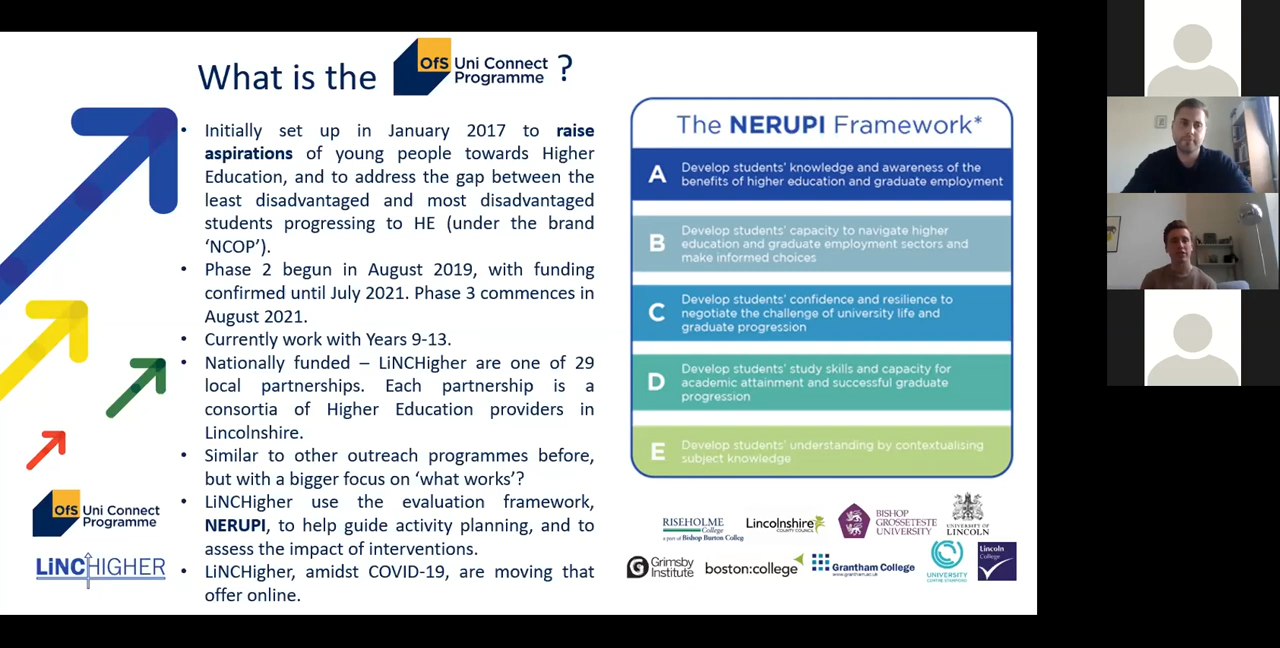 What is the OfS Uni Connect Programme ?
Initially set up in January 2017 to raise
aspirations of young people towards Higher
Education, and to address the gap between the
least disadvantaged and most disadvantaged
students progressing to HE (under the brand
‘NCOP’).
Phase 2 begun in August 2019, with funding
confirmed until July 2021. Phase 3 commences in
August 2021.
Currently work with Years 9-13.
Nationally funded – LiNCHigher are one of 29
local partnerships. Each partnership is a
consortia of Higher Education providers in
Lincolnshire.
Similar to other outreach programmes before,
but with a bigger focus on ‘what works’?
LiNCHigher use the evaluation framework,
NERUPI, to help guide activity planning, and to
assess the impact of interventions.
LiNCHigher, amidst COVID-19, are moving that
offer online.
OfS Uni Connect
Programme
LiNCHIGHER
The NERUPI Framework*
A
Develop students’ knowledge and awareness of the
benefits of higher education and graduate employment
B
Develop students’ capacity to navigate higher
education and graduate employment sectors and
make informed choices
C
Develop students’ confidence and resilience to
negotiate the challenge of university life and
graduate progression
D
Develop students’ study skills and capacity for
academic attainment and successful graduate
progression
E
Develop students’ understanding by contextualising
subject knowledge
RISEHOLME
College
a part of Bishop Burton College
Lincolnshire
COUNTY COUNCIL
BISHOP
GROSSETESTE
UNIVERSITY
UNIVERSITY OF
LINCOLN
Grimsby
Institute
boston:college
Grantham College
www.grantham.ac.uk
UNIVERSITY
CENTRE STAMFORD
Lincoln
College